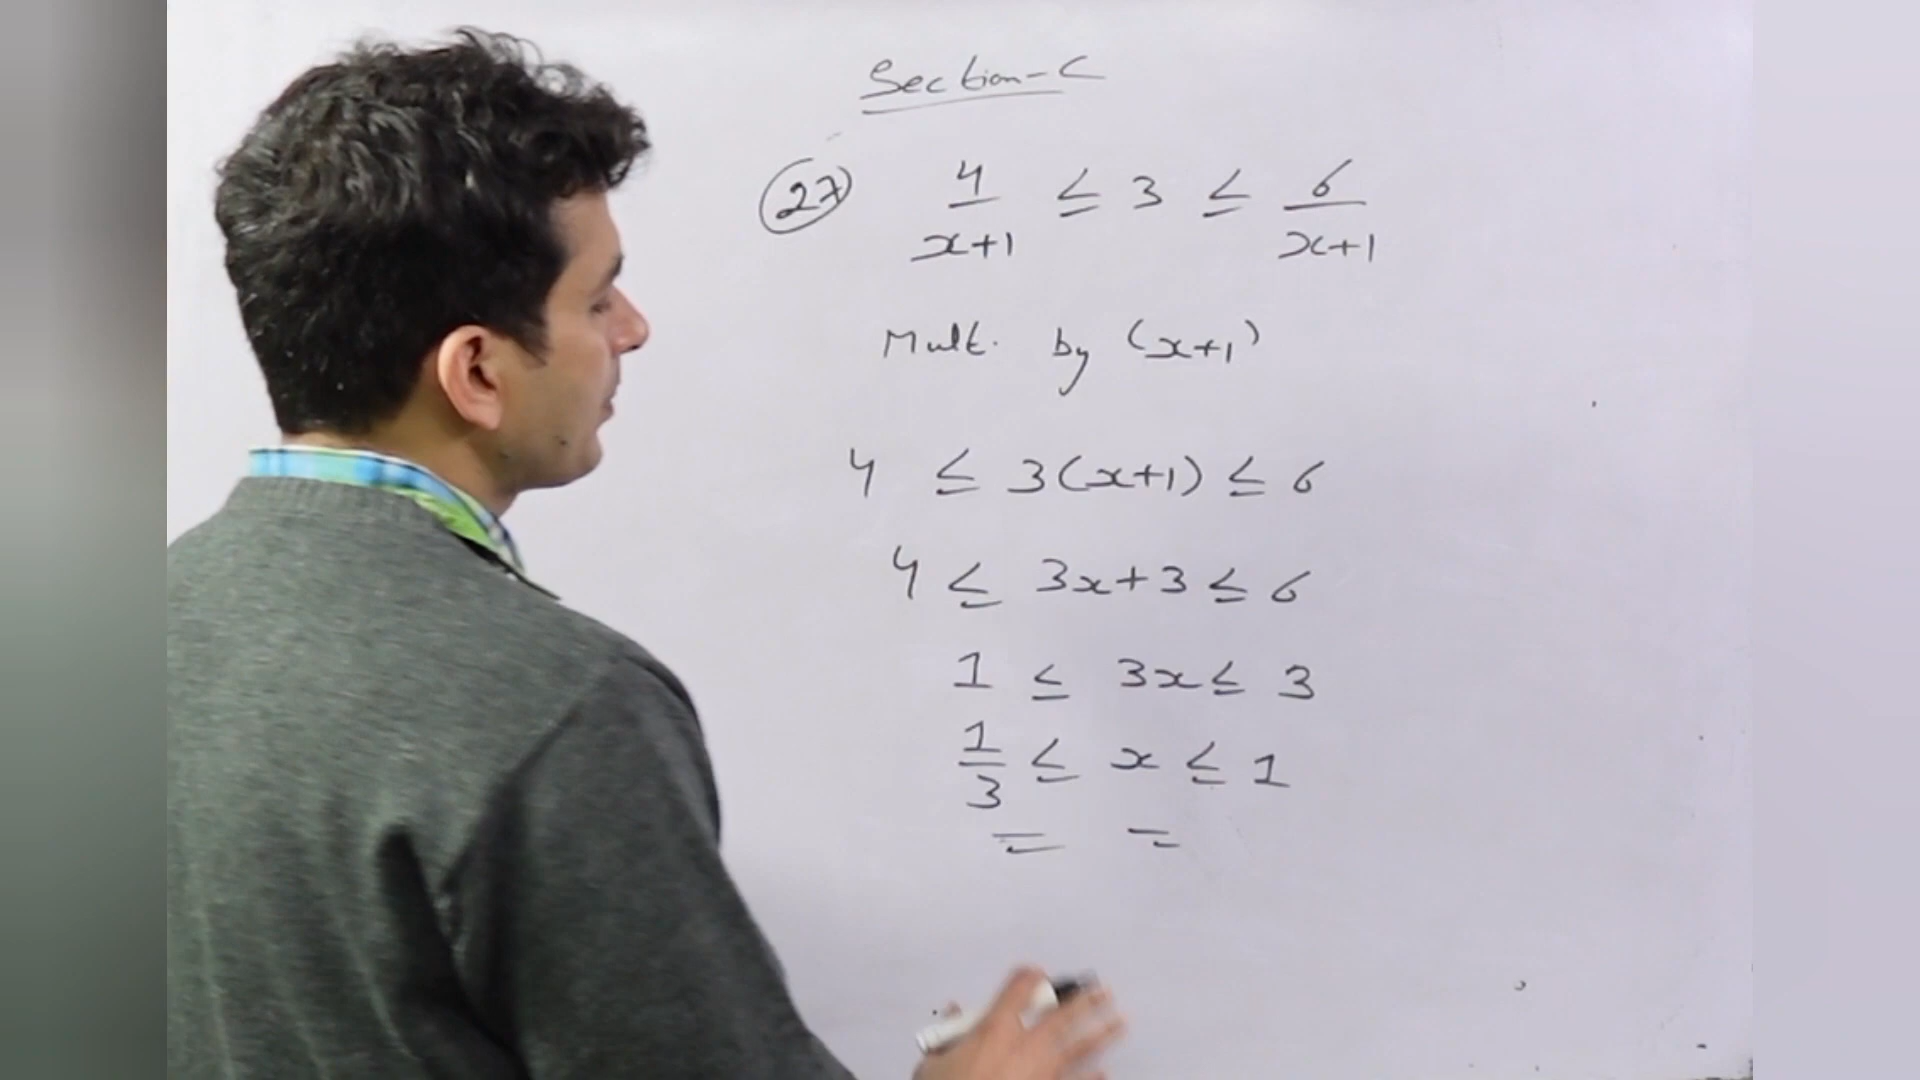 Section-C
27 4/(x+1) ≤ 3 ≤ 6/(x+1)
Mult. by (x+1)
4 ≤ 3(x+1) ≤ 6
4 ≤ 3x+3 ≤ 6
1 ≤ 3x ≤ 3
1/3 ≤ x ≤ 1